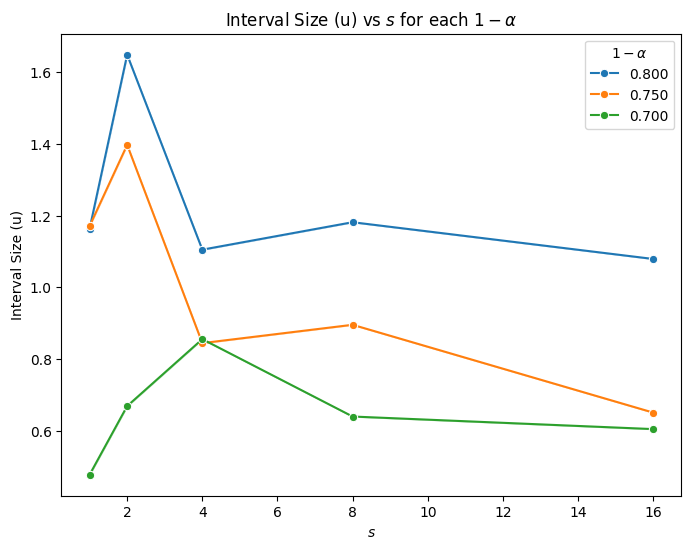 Interval Size (u) vs s for each 1 − α
1 − α
0.800
0.750
0.700
Interval Size (u)
1.6
1.4
1.2
1.0
0.8
0.6
2 4 6 8 10 12 14 16
s